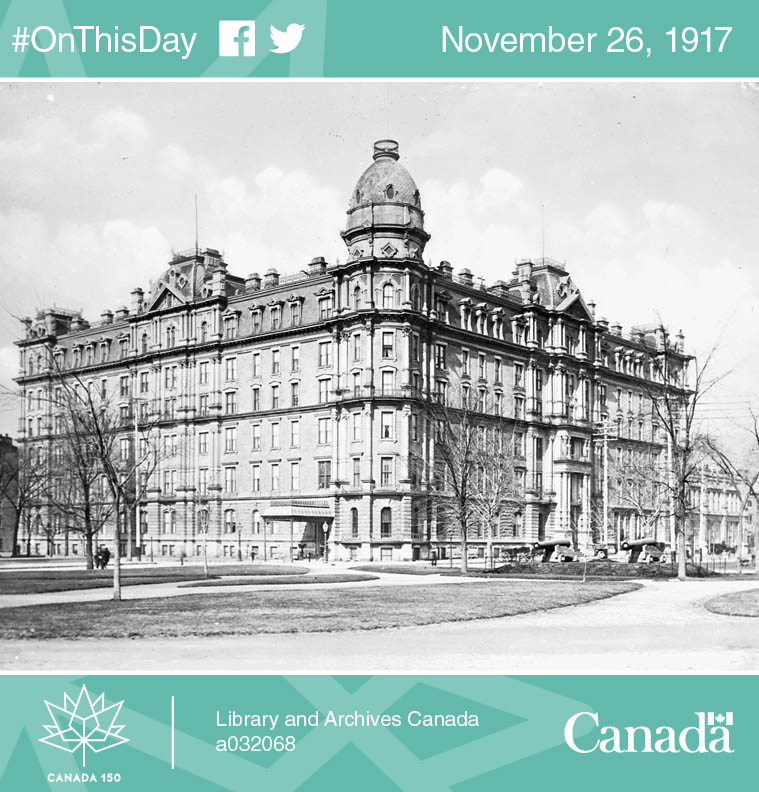 #OnThisDay
November 26, 1917
CANADA 150
Library and Archives Canada
a032068
Canada